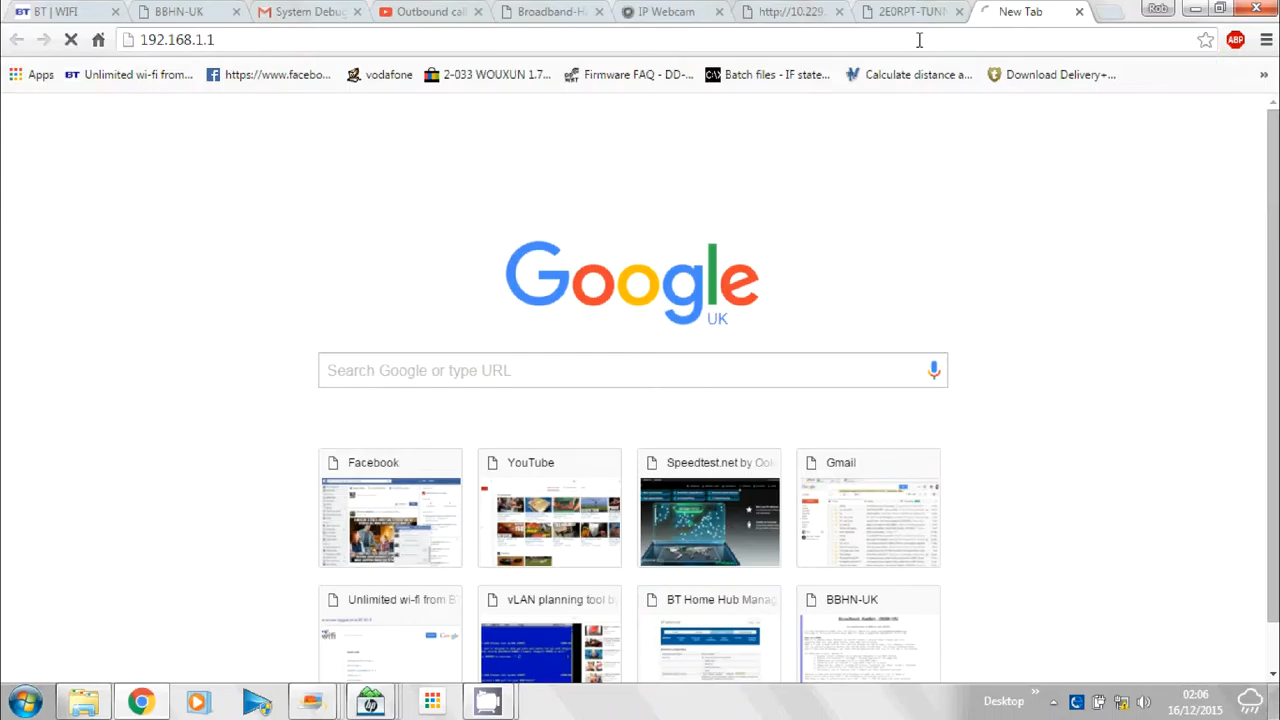 BT | WIFI
BBHN-UK
System Debug
Outbound call
Broadband-H
IP Webcam
http://10.229.
2E0RPT-TUNN
New Tab
Rob
192.168.1.1
ABP
Apps
BT Unlimited wi-fi from...
https://www.facebo...
vodafone
2-033 WOUXUN 1.7...
Firmware FAQ - DD-...
C:\
Batch files - IF state...
Calculate distance a...
Download Delivery+...
»
Google
UK
Search Google or type URL
Facebook
YouTube
Speedtest.net by Ook
Gmail
Unlimited wi-fi from B
vLAN planning tool b
BT Home Hub Manag
BBHN-UK
hp
Desktop
»
02:06
16/12/2015